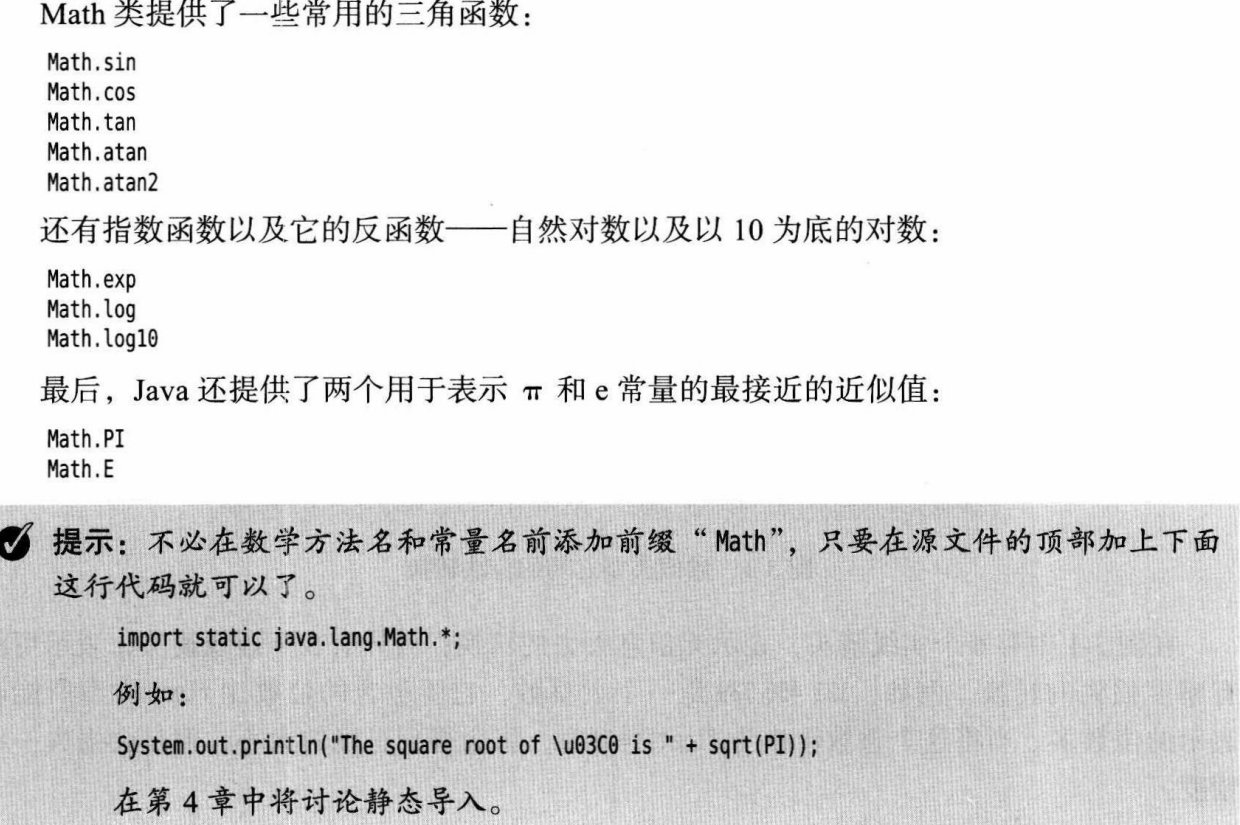 Math 类提供了一些常用的三角函数：
Math.sin
Math.cos
Math.tan
Math.atan
Math.atan2
还有指数函数以及它的反函数——自然对数以及以 10 为底的对数：
Math.exp
Math.log
Math.log10
最后，Java 还提供了两个用于表示 π 和 e 常量的最接近的近似值：
Math.PI
Math.E
提示：不必在数学方法名和常量名前添加前缀“Math”，只要在源文件的顶部加上下面
这行代码就可以了。
import static java.lang.Math.*;
例如：
System.out.println("The square root of \u03C0 is " + sqrt(PI));
在第 4 章中将讨论静态导入。